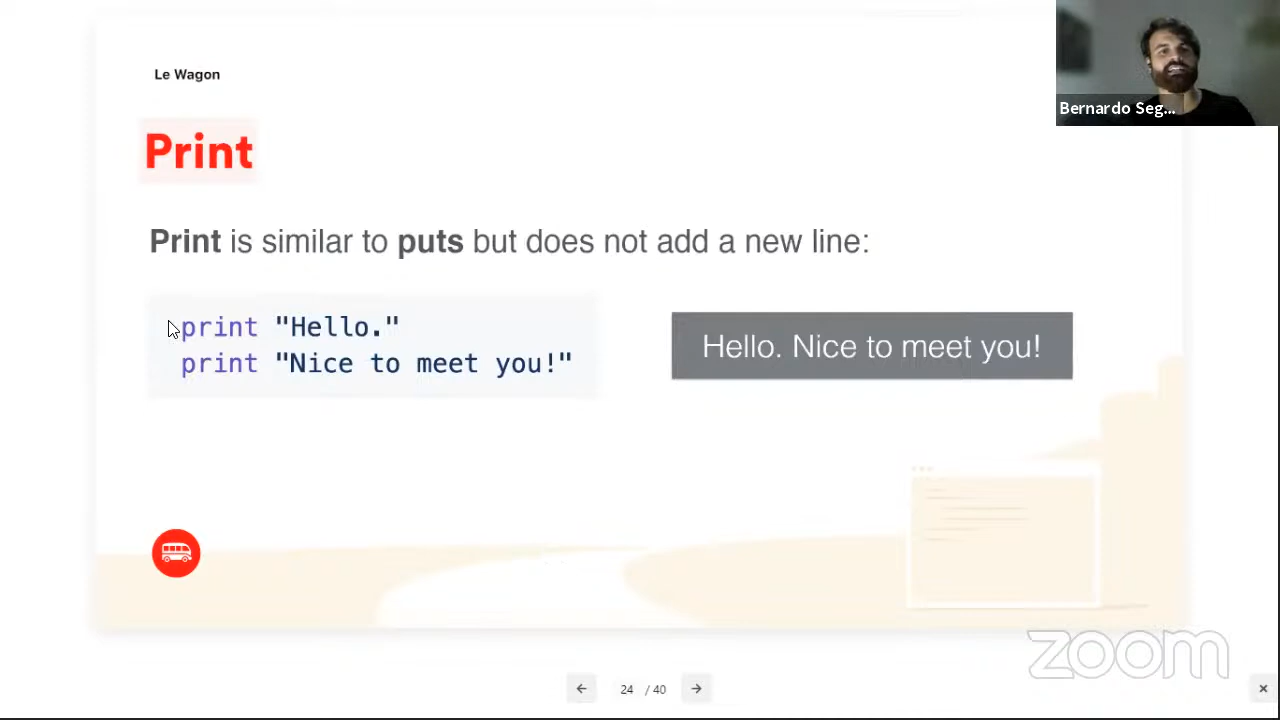 Le Wagon
Bernardo Seg...
Print
Print is similar to puts but does not add a new line:
print "Hello."
print "Nice to meet you!"
Hello. Nice to meet you!
zoom
24 / 40